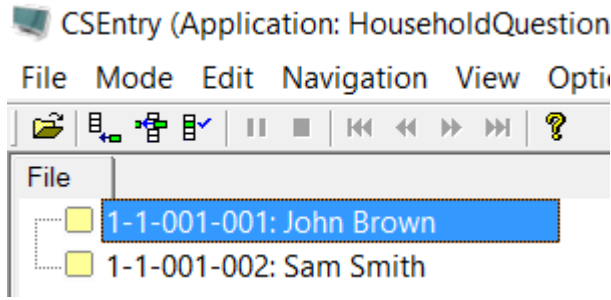 CSEntry (Application: HouseholdQuestion
File Mode Edit Navigation View Opti
File
1-1-001-001: John Brown
1-1-001-002: Sam Smith